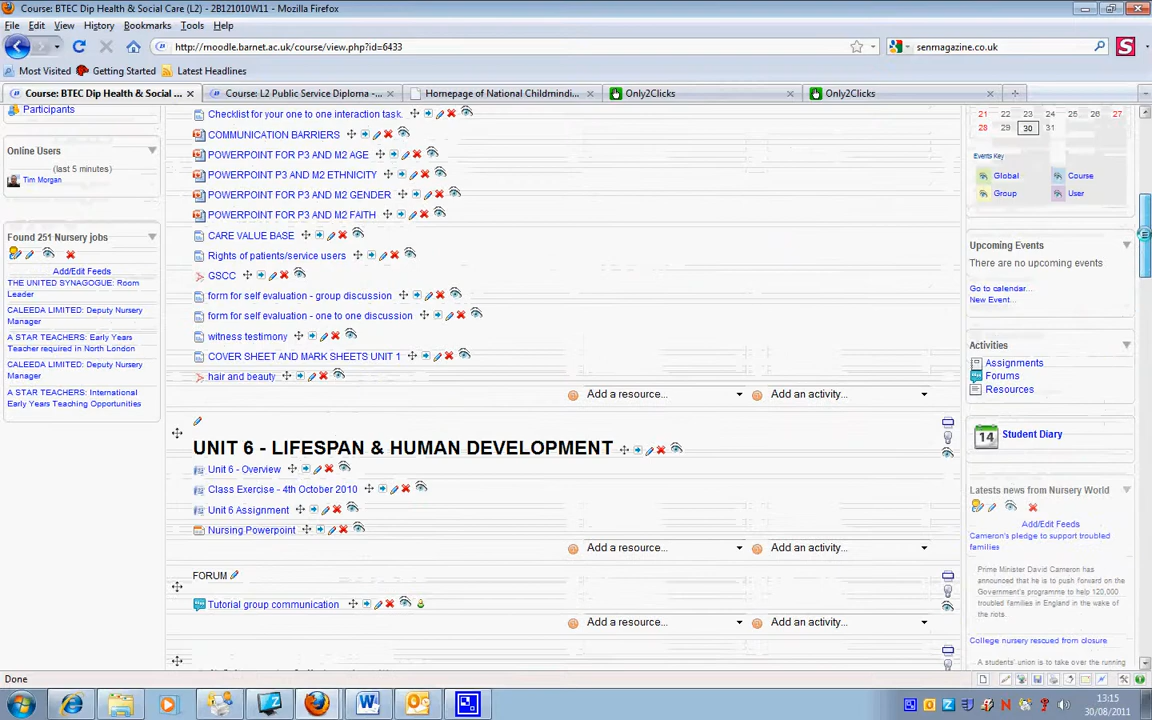 Course: BTEC Dip Health & Social Care (L2) - 2B121010W11 - Mozilla Firefox
File Edit View History Bookmarks Tools Help
http://moodle.barnet.ac.uk/course/view.php?id=6433
senmagazine.co.uk
Most Visited Getting Started Latest Headlines
Course: BTEC Dip Health & Social ...
Course: L2 Public Service Diploma -...
Homepage of National Childmindi...
Only2Clicks
Only2Clicks
Participants
Online Users
(last 5 minutes)
Tim Morgan
Found 251 Nursery jobs
Add/Edit Feeds
THE UNITED SYNAGOGUE: Room
Leader
CALEEDA LIMITED: Deputy Nursery
Manager
A STAR TEACHERS: Early Years
Teacher required in North London
CALEEDA LIMITED: Deputy Nursery
Manager
A STAR TEACHERS: International
Early Years Teaching Opportunities
Checklist for your one to one interaction task.
COMMUNICATION BARRIERS
POWERPOINT FOR P3 AND M2 AGE
POWERPOINT P3 AND M2 ETHNICITY
POWERPOINT FOR P3 AND M2 GENDER
POWERPOINT FOR P3 AND M2 FAITH
CARE VALUE BASE
Rights of patients/service users
GSCC
form for self evaluation - group discussion
form for self evaluation - one to one discussion
witness testimony
COVER SHEET AND MARK SHEETS UNIT 1
hair and beauty
Add a resource... Add an activity...
UNIT 6 - LIFESPAN & HUMAN DEVELOPMENT
Unit 6 - Overview
Class Exercise - 4th October 2010
Unit 6 Assignment
Nursing Powerpoint
Add a resource... Add an activity...
FORUM
Tutorial group communication
Add a resource... Add an activity...
21 22 23 24 25 26 27
28 29 30 31
Events Key
Global Course
Group User
Upcoming Events
There are no upcoming events
Go to calendar...
New Event...
Activities
Assignments
Forums
Resources
14 Student Diary
Latest news from Nursery World
Add/Edit Feeds
Cameron's pledge to support troubled
families
Prime Minister David Cameron has
announced that he is to push forward on the
Government's programme to help 120,000
troubled families in England in the wake of
the riots.
College nursery rescued from closure
A students' union is to take over the running
Done
13:15
30/08/2011